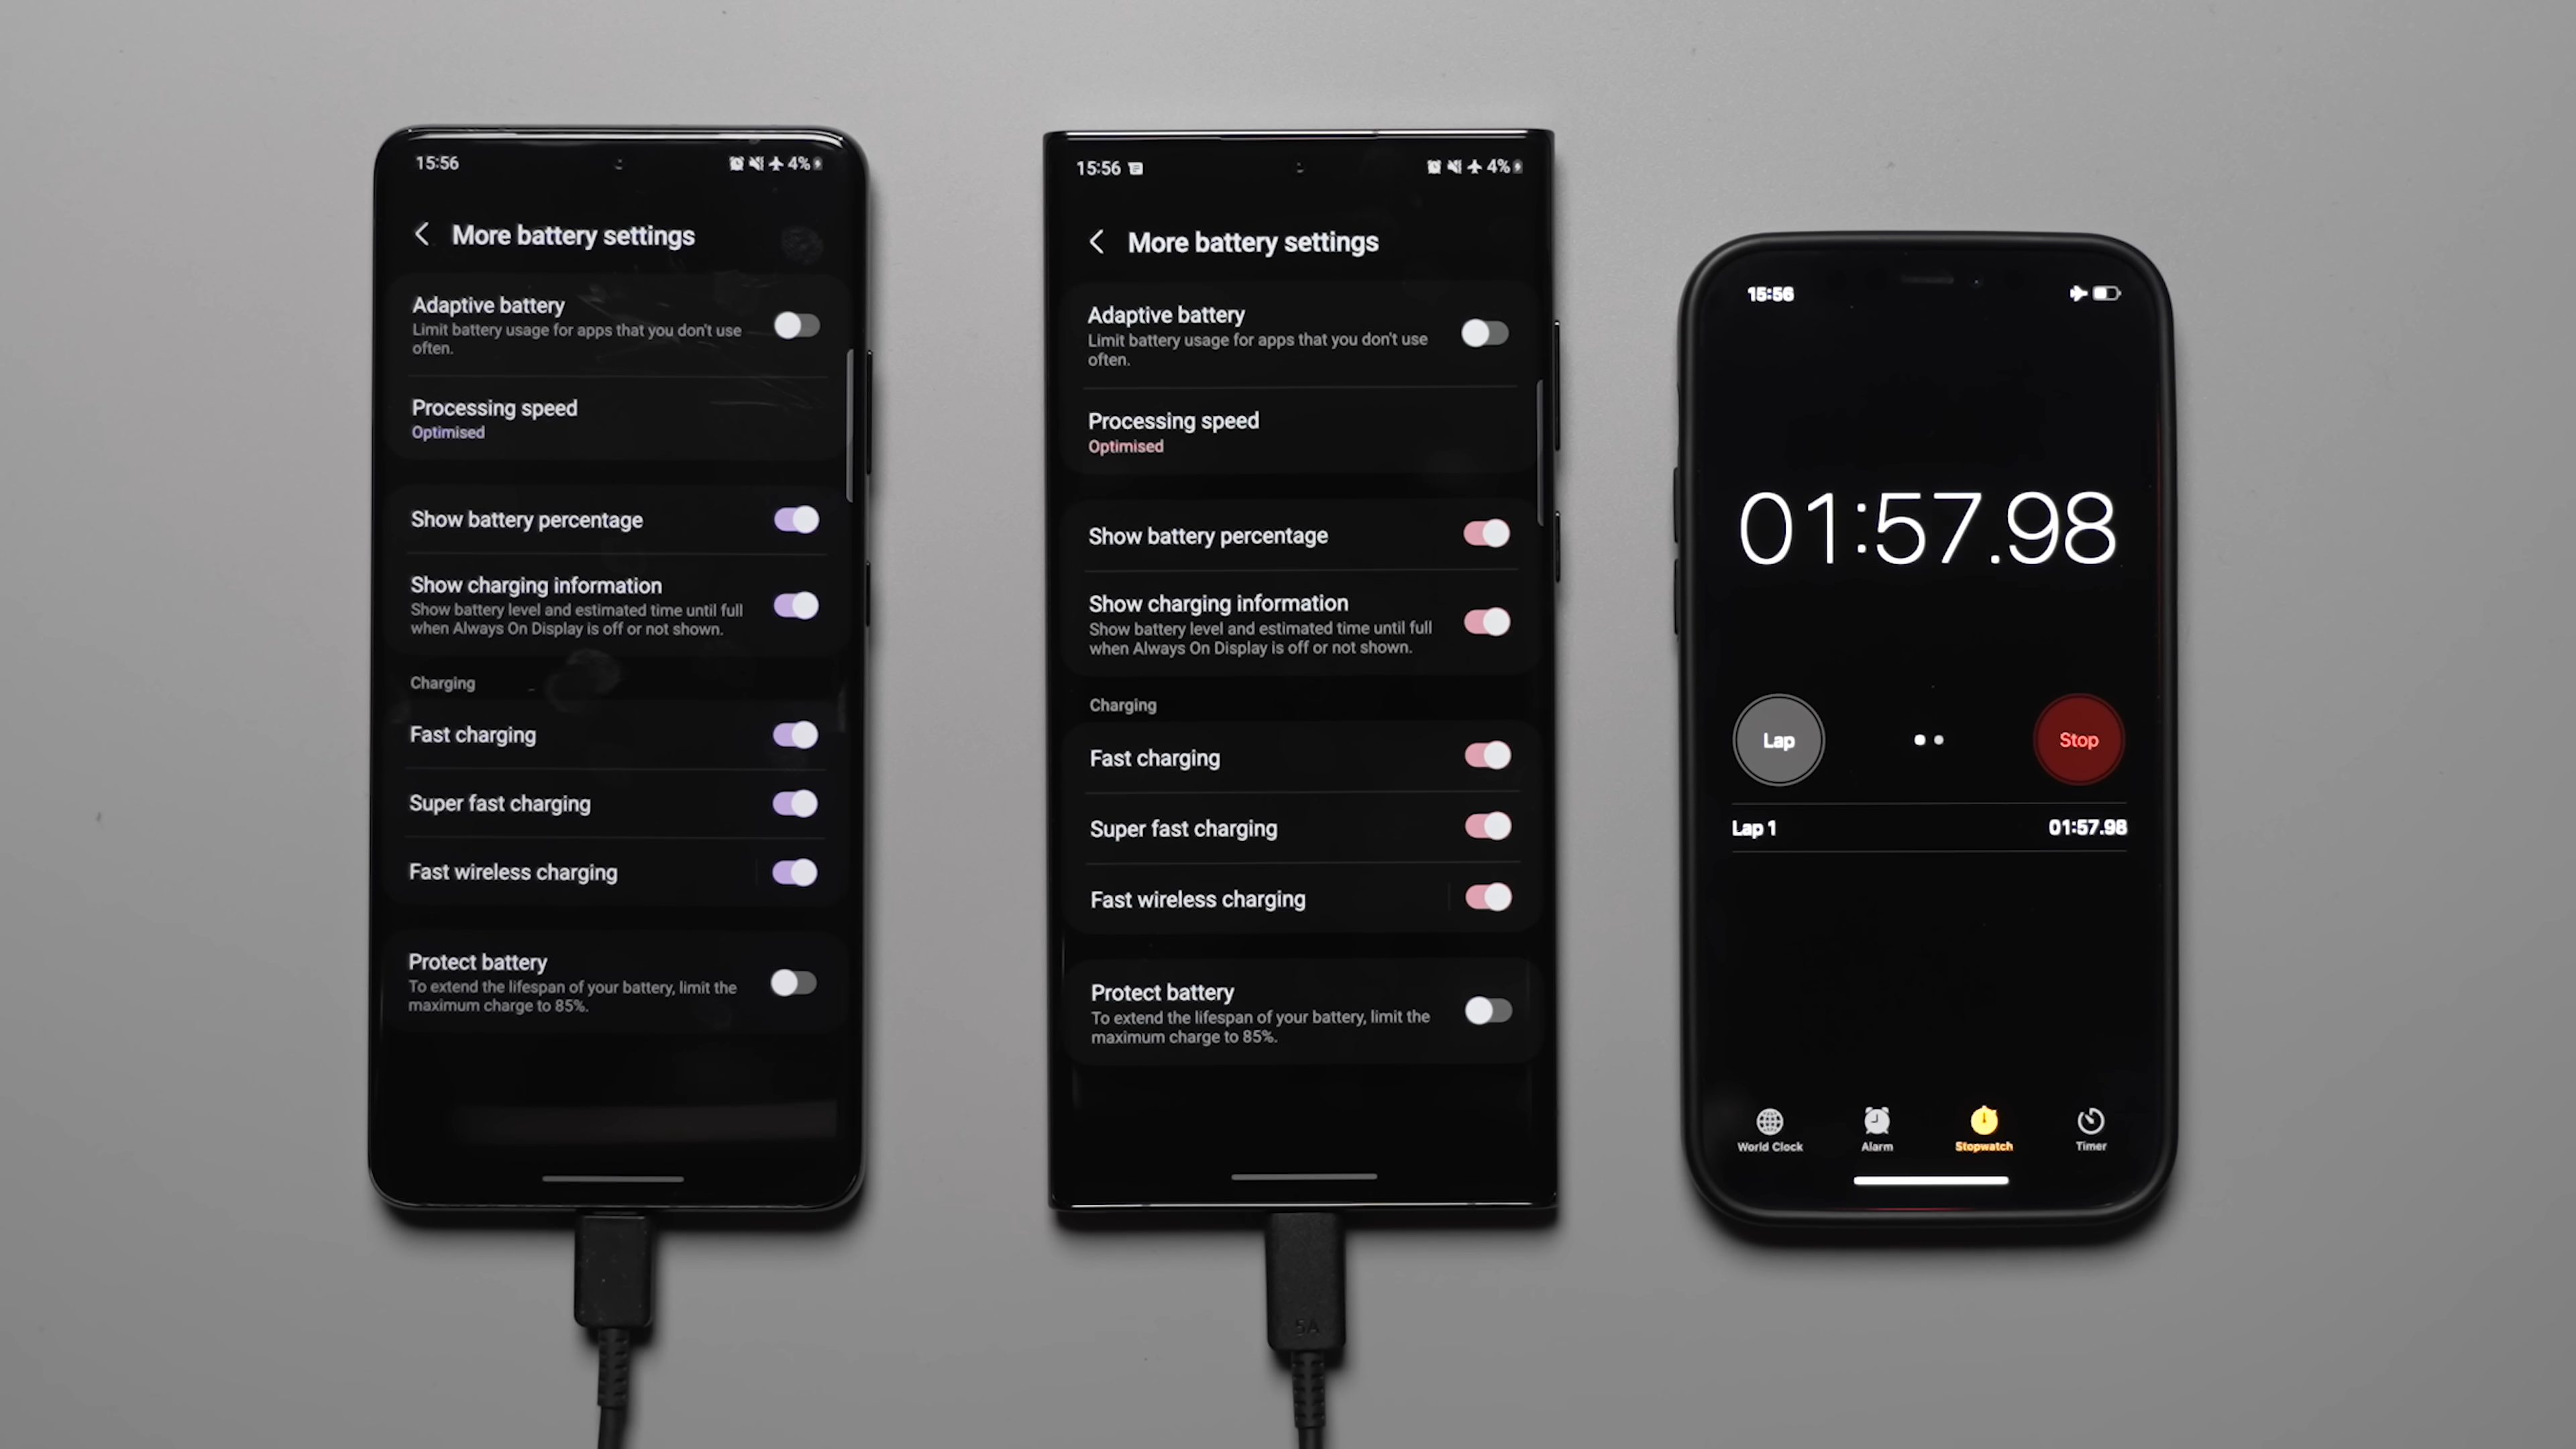 15:56
4%
More battery settings
Adaptive battery
Limit battery usage for apps that you don't use
often.
Processing speed
Optimised
Show battery percentage
Show charging information
Show battery level and estimated time until full
when Always On Display is off or not shown.
Charging
Fast charging
Super fast charging
Fast wireless charging
Protect battery
To extend the lifespan of your battery, limit the
maximum charge to 85%.
15:56
4%
More battery settings
Adaptive battery
Limit battery usage for apps that you don't use
often.
Processing speed
Optimised
Show battery percentage
Show charging information
Show battery level and estimated time until full
when Always On Display is off or not shown.
Charging
Fast charging
Super fast charging
Fast wireless charging
Protect battery
To extend the lifespan of your battery, limit the
maximum charge to 85%.
5A
15:56
01:57.98
Lap
Stop
Lap 1 01:57.98
World Clock Alarm Stopwatch Timer